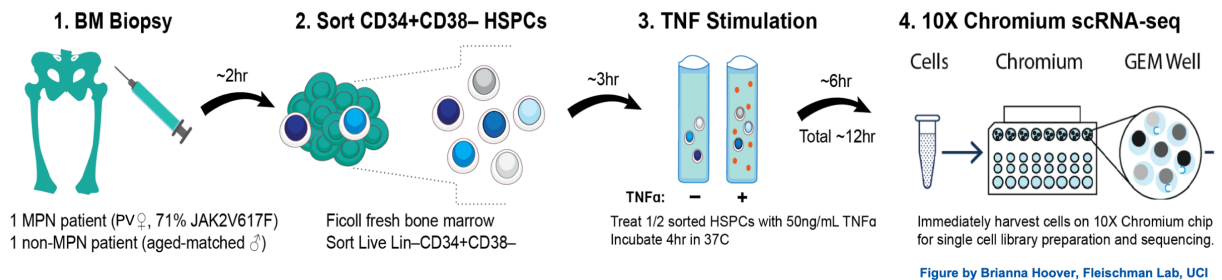 1. BM Biopsy
~2hr
1 MPN patient (PV♀, 71% JAK2V617F)
1 non-MPN patient (aged-matched ♂)
2. Sort CD34+CD38– HSPCs
~3hr
Ficoll fresh bone marrow
Sort Live Lin–CD34+CD38–
3. TNF Stimulation
~6hr
Total ~12hr
TNFα: – +
Treat 1/2 sorted HSPCs with 50ng/mL TNFα
Incubate 4hr in 37C
4. 10X Chromium scRNA-seq
Cells Chromium GEM Well
Immediately harvest cells on 10X Chromium chip
for single cell library preparation and sequencing.
Figure by Brianna Hoover, Fleischman Lab, UCI